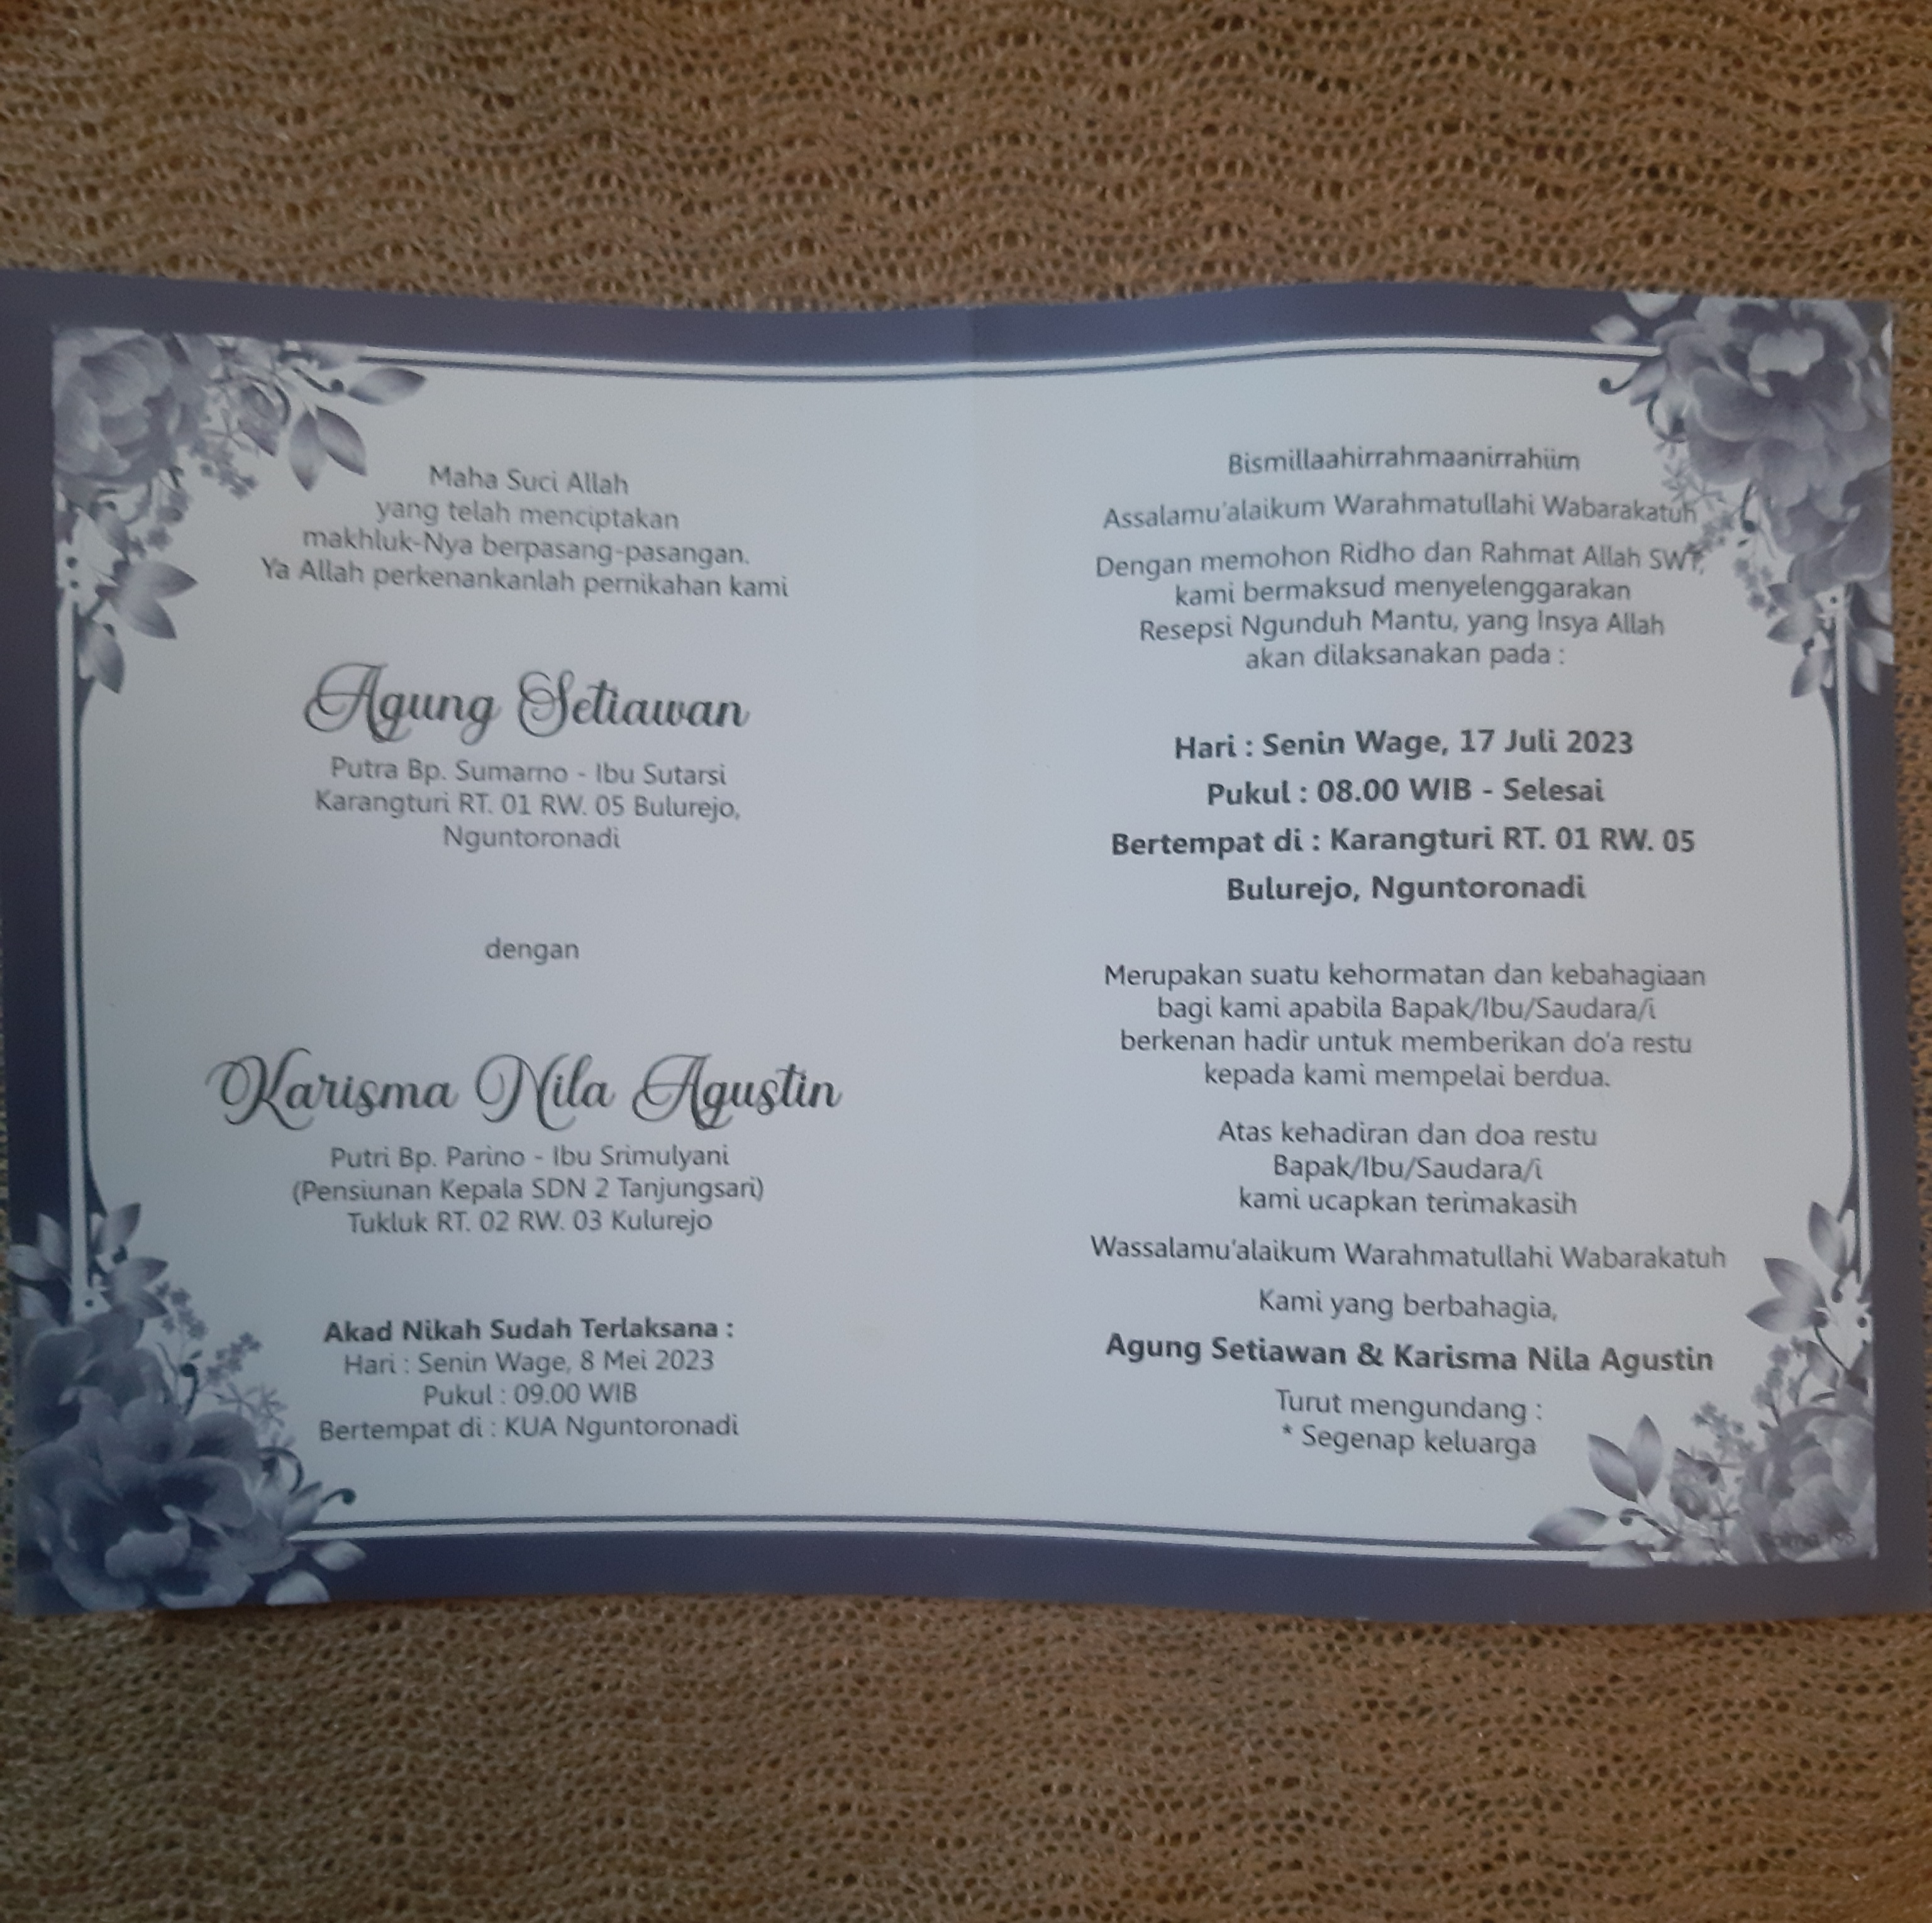 Maha Suci Allah
yang telah menciptakan
makhluk-Nya berpasang-pasangan.
Ya Allah perkenankanlah pernikahan kami
Agung Setiawan
Putra Bp. Sumarno - Ibu Sutarsi
Karangturi RT. 01 RW. 05 Bulurejo,
Nguntoronadi
dengan
Karisma Nila Agustin
Putri Bp. Parino - Ibu Srimulyani
(Pensiunan Kepala SDN 2 Tanjungsari)
Tukluk RT. 02 RW. 03 Kulurejo
Akad Nikah Sudah Terlaksana :
Hari : Senin Wage, 8 Mei 2023
Pukul : 09.00 WIB
Bertempat di : KUA Nguntoronadi
Bismillaahirrahmaanirrahiim
Assalamu'alaikum Warahmatullahi Wabarakatuh
Dengan memohon Ridho dan Rahmat Allah SWT,
kami bermaksud menyelenggarakan
Resepsi Ngunduh Mantu, yang Insya Allah
akan dilaksanakan pada :
Hari : Senin Wage, 17 Juli 2023
Pukul : 08.00 WIB - Selesai
Bertempat di : Karangturi RT. 01 RW. 05
Bulurejo, Nguntoronadi
Merupakan suatu kehormatan dan kebahagiaan
bagi kami apabila Bapak/Ibu/Saudara/i
berkenan hadir untuk memberikan do'a restu
kepada kami mempelai berdua.
Atas kehadiran dan doa restu
Bapak/Ibu/Saudara/i
kami ucapkan terimakasih
Wassalamu'alaikum Warahmatullahi Wabarakatuh
Kami yang berbahagia,
Agung Setiawan & Karisma Nila Agustin
Turut mengundang :
* Segenap keluarga